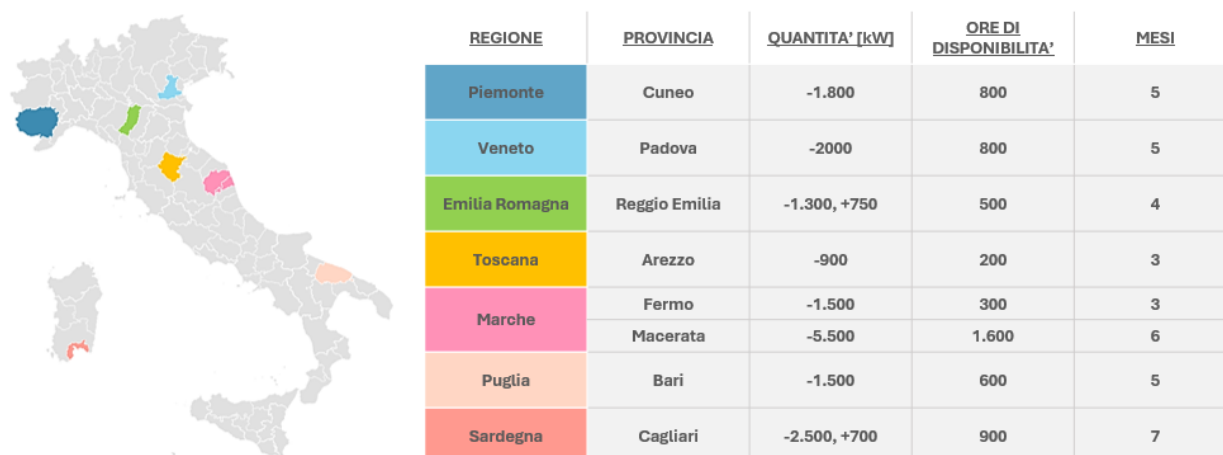 REGIONE PROVINCIA QUANTITA' [kW] ORE DI DISPONIBILITA' MESI
Piemonte Cuneo -1.800 800 5
Veneto Padova -2000 800 5
Emilia Romagna Reggio Emilia -1.300, +750 500 4
Toscana Arezzo -900 200 3
Marche Fermo -1.500 300 3
Macerata -5.500 1.600 6
Puglia Bari -1.500 600 5
Sardegna Cagliari -2.500, +700 900 7